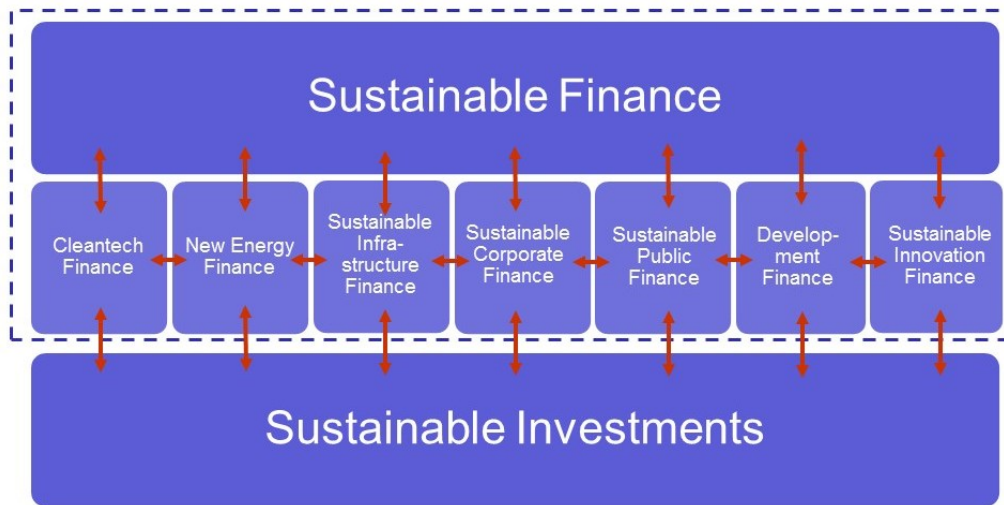 Sustainable Finance
Cleantech
Finance
New Energy
Finance
Sustainable
Infra-
structure
Finance
Sustainable
Corporate
Finance
Sustainable
Public
Finance
Develop-
ment
Finance
Sustainable
Innovation
Finance
Sustainable Investments